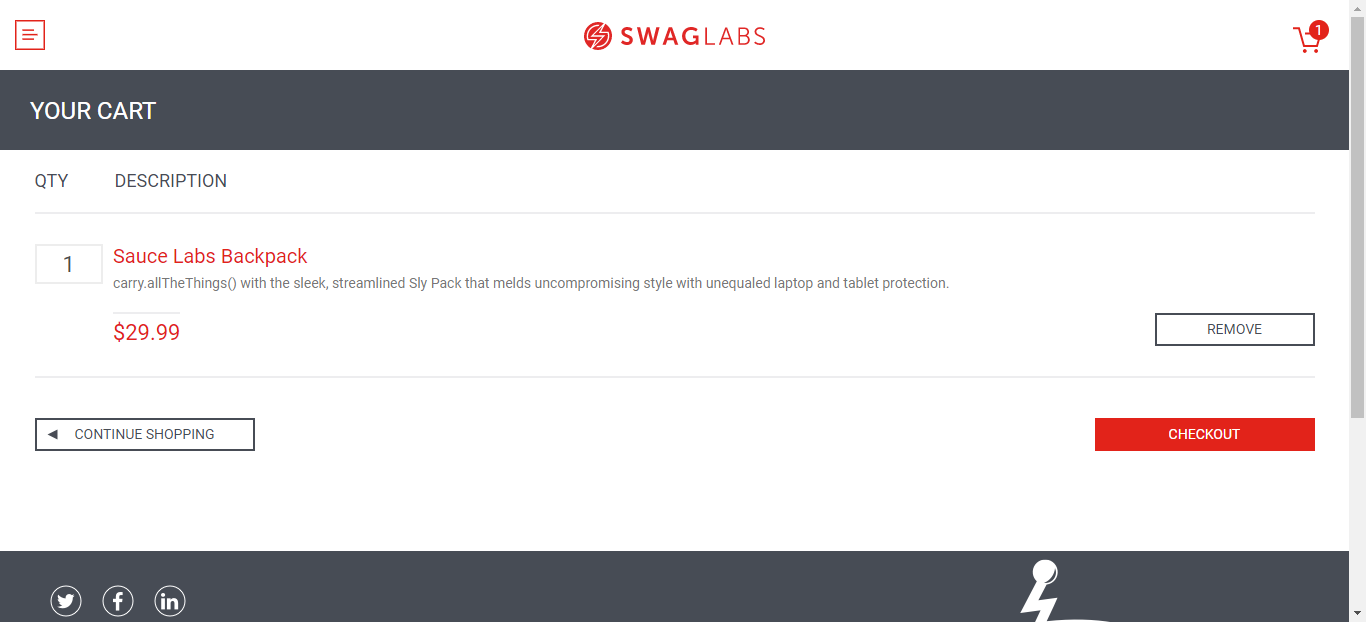 SWAGLABS
1
YOUR CART
QTY DESCRIPTION
1 Sauce Labs Backpack
carry.allTheThings() with the sleek, streamlined Sly Pack that melds uncompromising style with unequaled laptop and tablet protection.
$29.99 REMOVE
CONTINUE SHOPPING CHECKOUT
f in